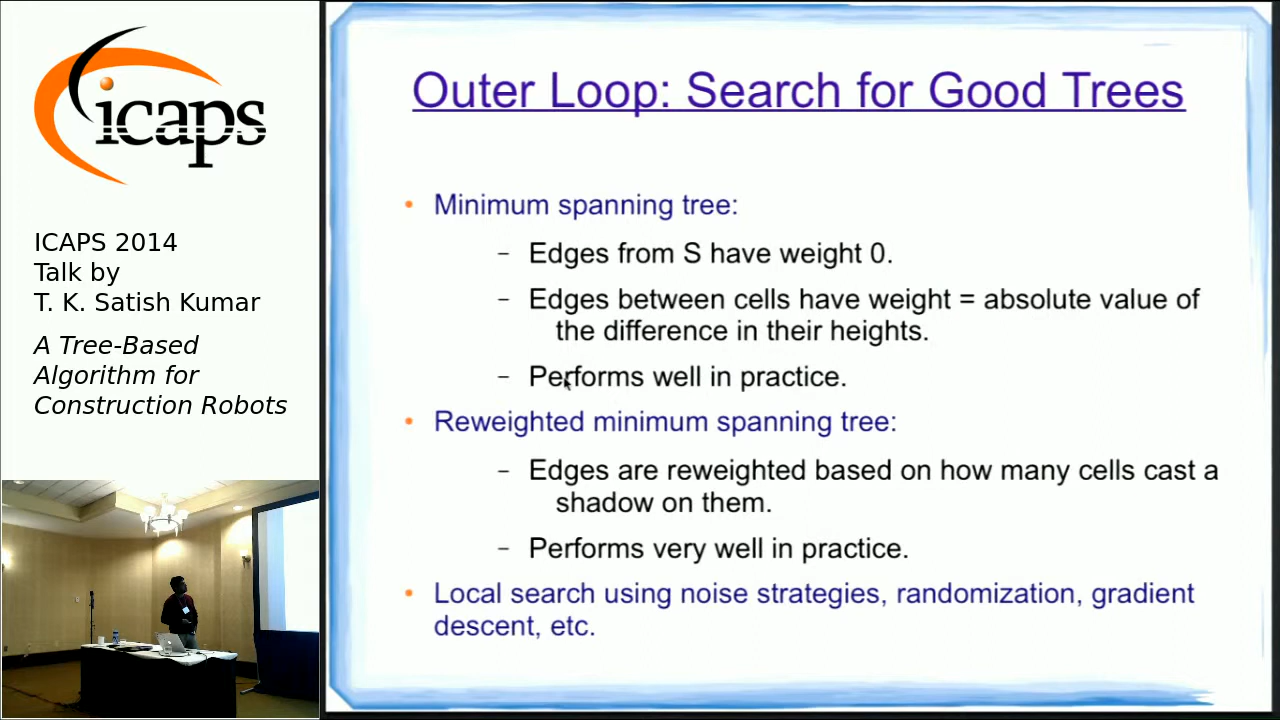 icaps
ICAPS 2014
Talk by
T. K. Satish Kumar
A Tree-Based
Algorithm for
Construction Robots
Outer Loop: Search for Good Trees
• Minimum spanning tree:
– Edges from S have weight 0.
– Edges between cells have weight = absolute value of
the difference in their heights.
– Performs well in practice.
• Reweighted minimum spanning tree:
– Edges are reweighted based on how many cells cast a
shadow on them.
– Performs very well in practice.
• Local search using noise strategies, randomization, gradient
descent, etc.